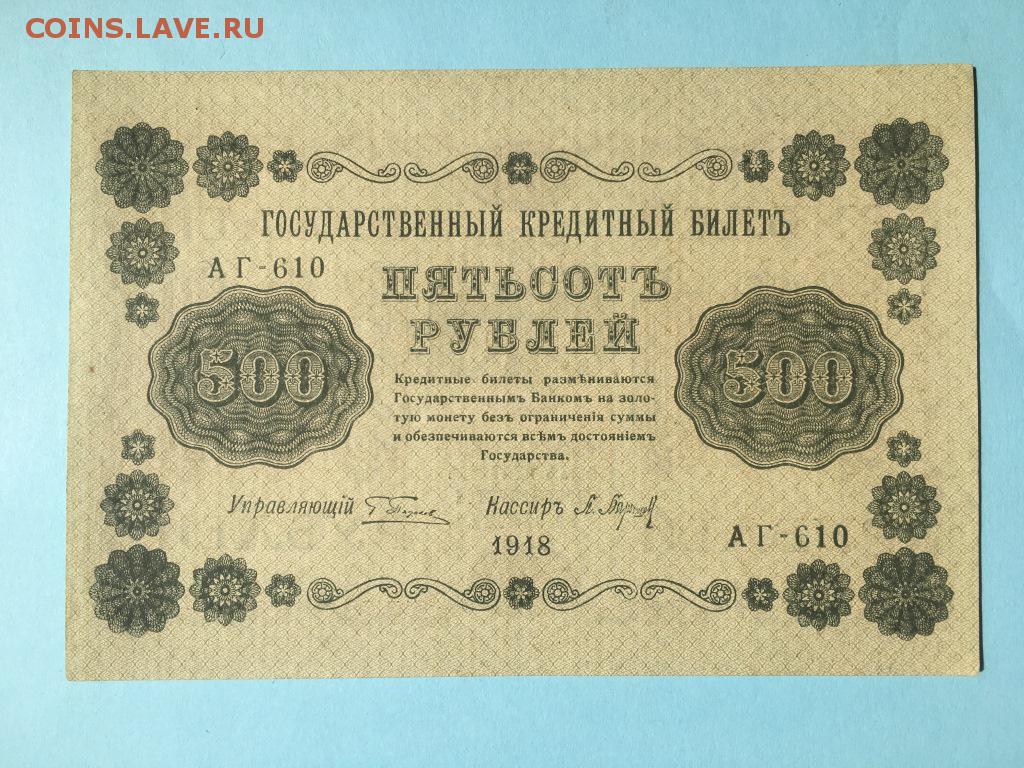 COINS.LAVE.RU
ГОСУДАРСТВЕННЫЙ КРЕДИТНЫЙ БИЛЕТЪ
АГ-610
ПЯТЬСОТЪ
РУБЛЕЙ
500
500
Кредитные билеты размѣниваются
Государственнымъ Банкомъ на золо-
тую монету безъ ограниченія суммы
и обезпечиваются всѣмъ достояніемъ
Государства.
Управляющій Кассиръ
1918
АГ-610